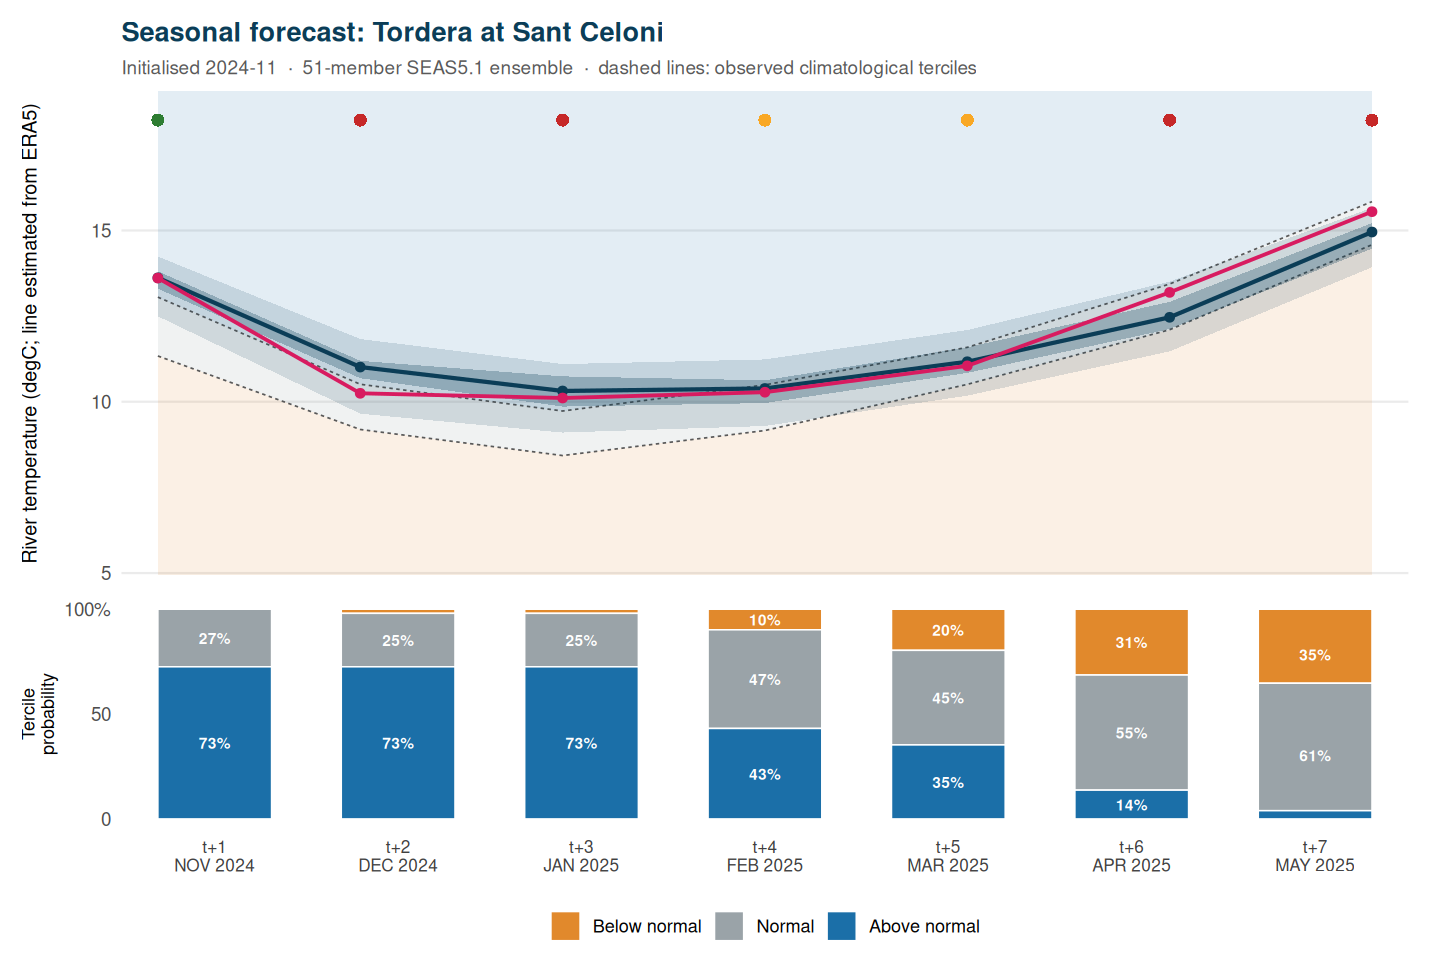 Seasonal forecast: Tordera at Sant Celoni
Initialised 2024-11 · 51-member SEAS5.1 ensemble · dashed lines: observed climatological terciles
River temperature (degC; line estimated from ERA5)
15
10
5
Tercile
probability
100%
50
0
27%
73%
25%
73%
25%
73%
10%
47%
43%
20%
45%
35%
31%
55%
14%
35%
61%
t+1
NOV 2024
t+2
DEC 2024
t+3
JAN 2025
t+4
FEB 2025
t+5
MAR 2025
t+6
APR 2025
t+7
MAY 2025
Below normal
Normal
Above normal